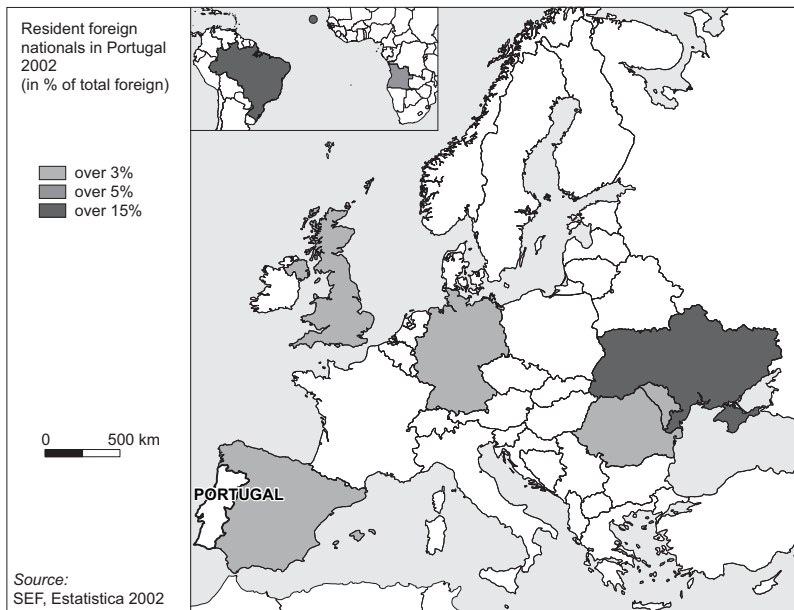 Resident foreign
nationals in Portugal
2002
(in % of total foreign)
over 3%
over 5%
over 15%
0 500 km
PORTUGAL
Source:
SEF, Estatistica 2002